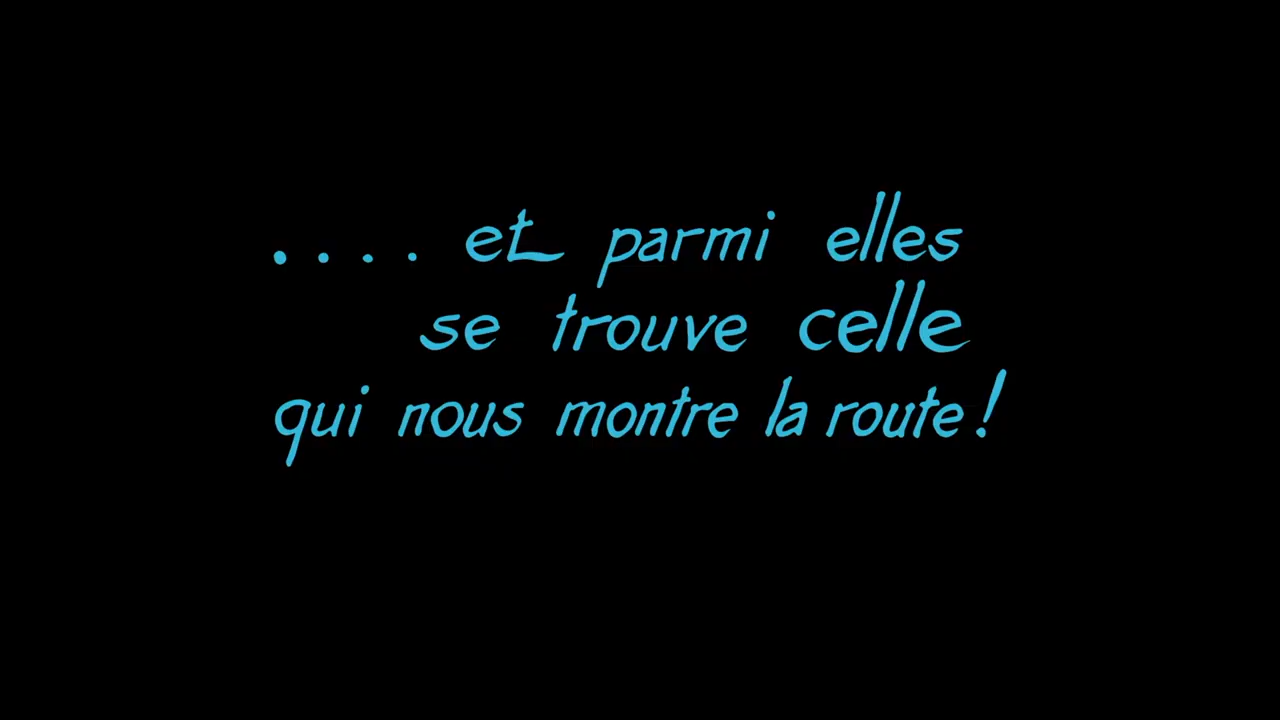 .... et parmi elles
se trouve celle
qui nous montre la route!